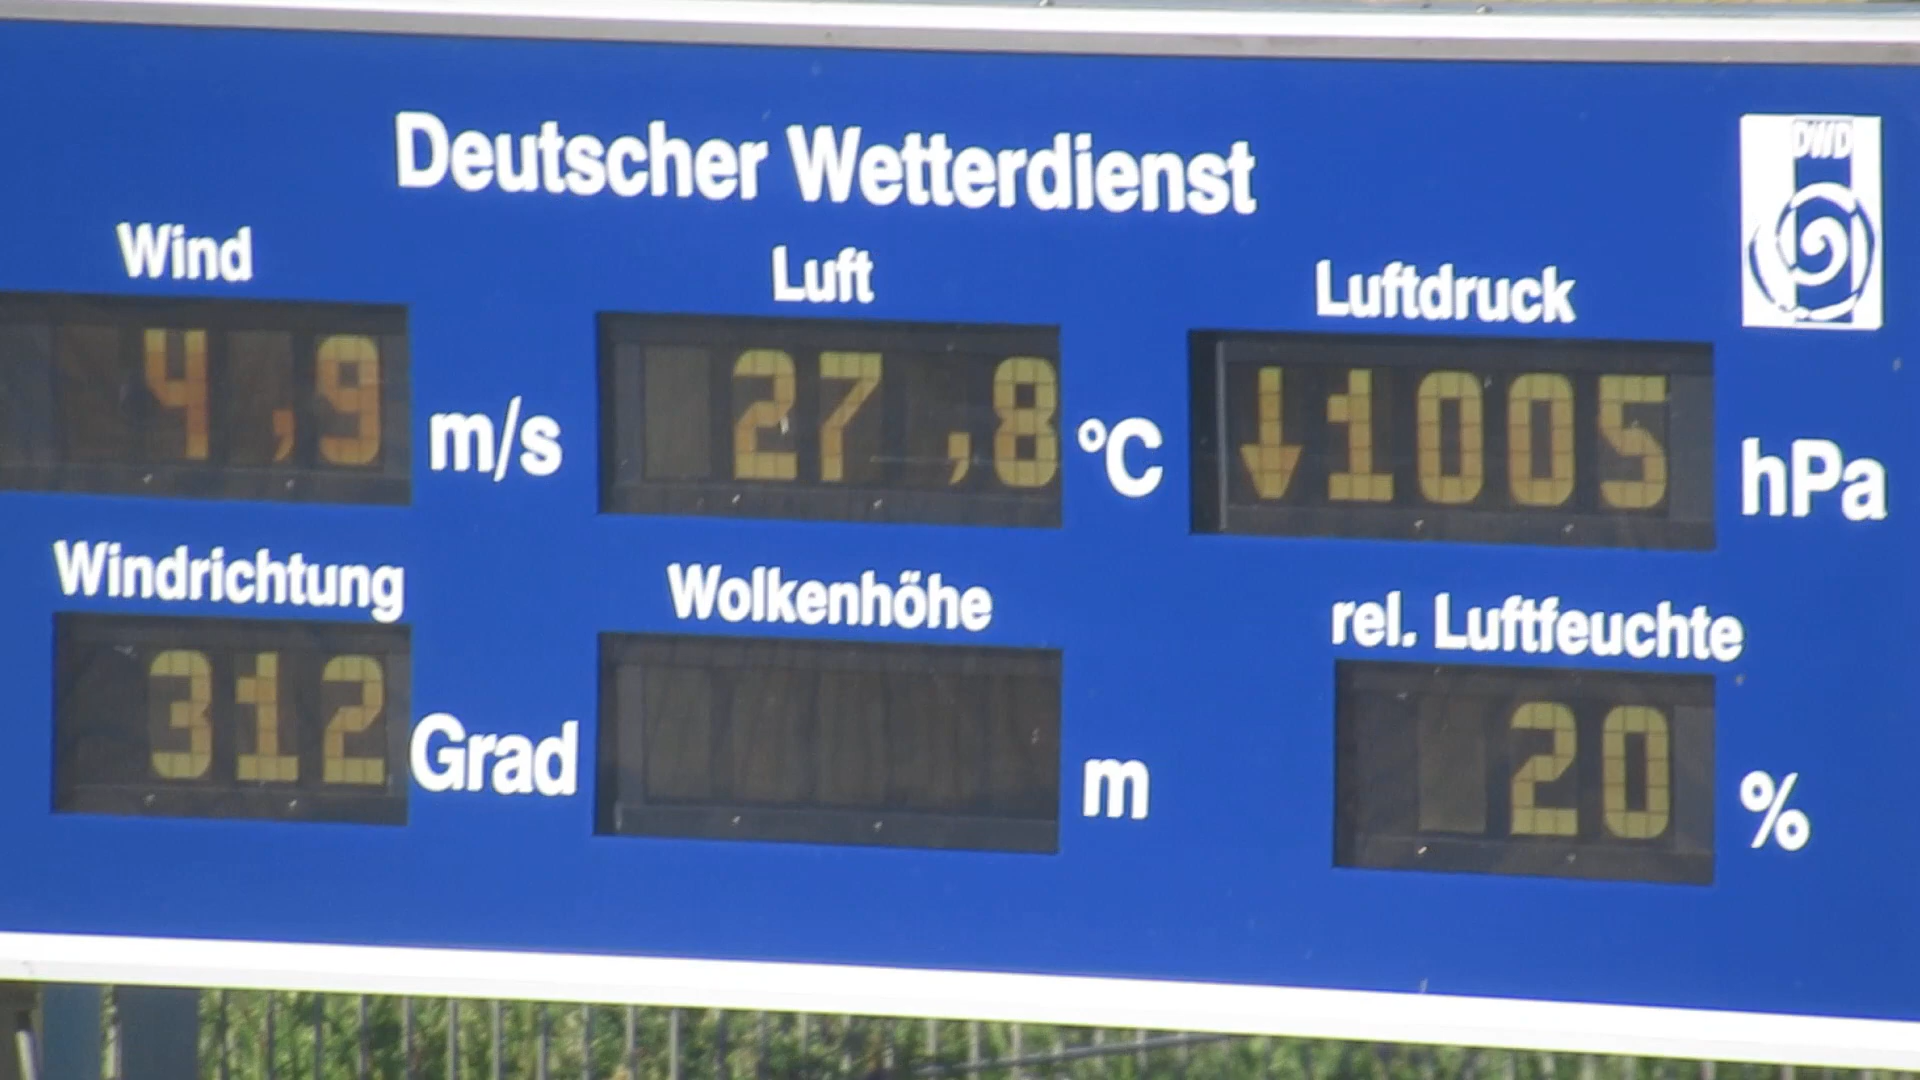 Deutscher Wetterdienst
DWD
Wind
Luft
Luftdruck
4,9 m/s
27,8 °C
↓1005 hPa
Windrichtung
Wolkenhöhe
rel. Luftfeuchte
312 Grad
m
20 %